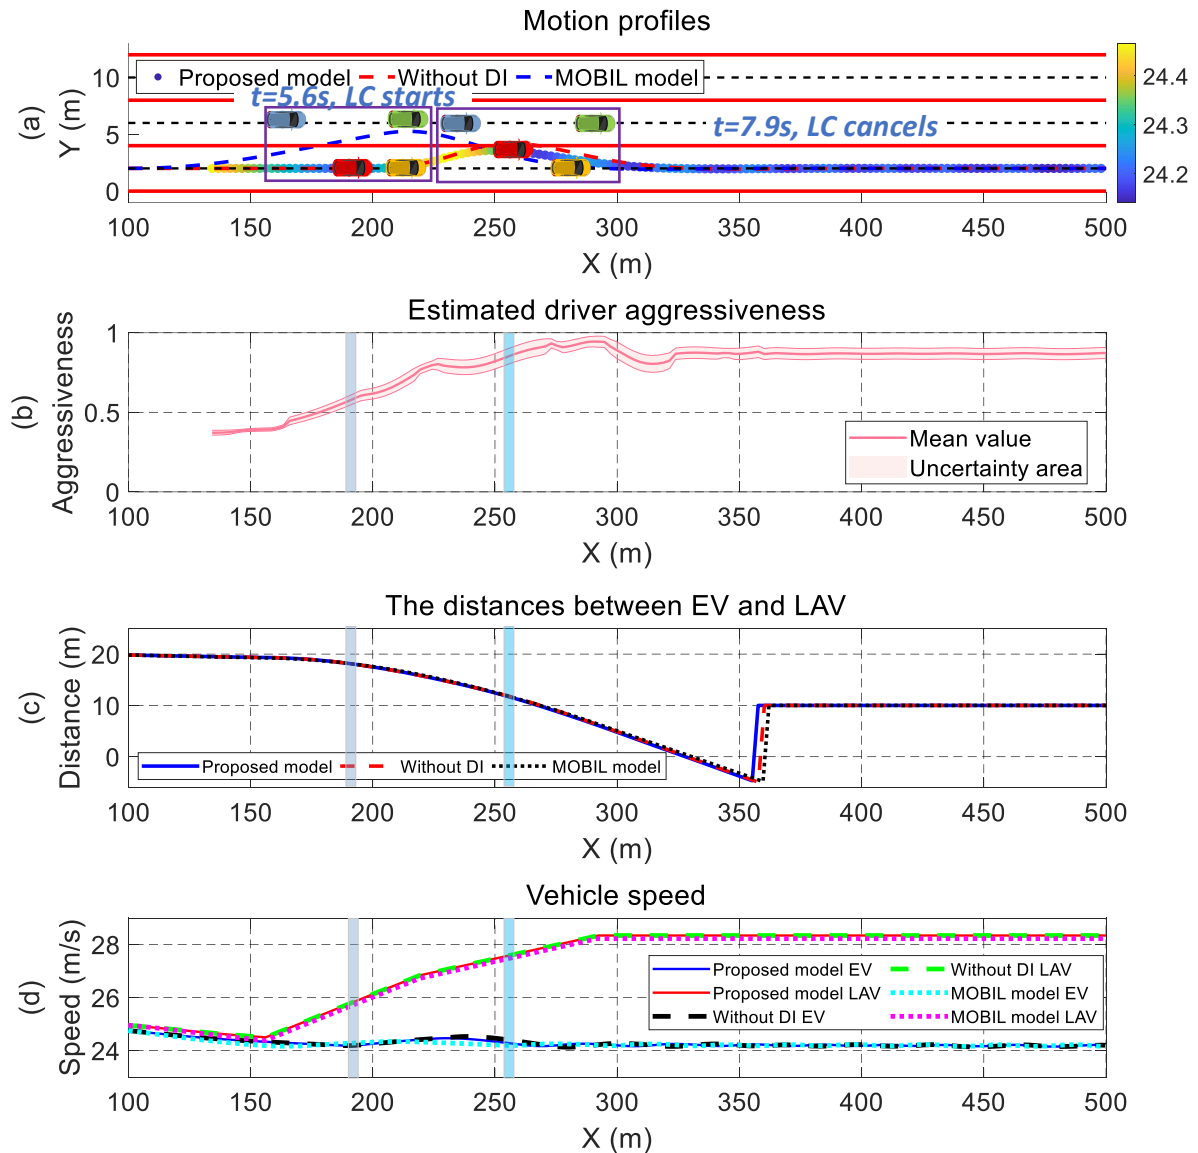 Motion profiles
(a)
Y (m)
10
5
0
Proposed model
Without DI
MOBIL model
t=5.6s, LC starts
t=7.9s, LC cancels
24.4
24.3
24.2
100 150 200 250 300 350 400 450 500
X (m)
Estimated driver aggressiveness
(b)
Aggressiveness
1
0.5
0
Mean value
Uncertainty area
100 150 200 250 300 350 400 450 500
X (m)
The distances between EV and LAV
(c)
Distance (m)
20
10
0
Proposed model
Without DI
MOBIL model
100 150 200 250 300 350 400 450 500
X (m)
Vehicle speed
(d)
Speed (m/s)
28
26
24
Proposed model EV
Proposed model LAV
Without DI EV
Without DI LAV
MOBIL model EV
MOBIL model LAV
100 150 200 250 300 350 400 450 500
X (m)